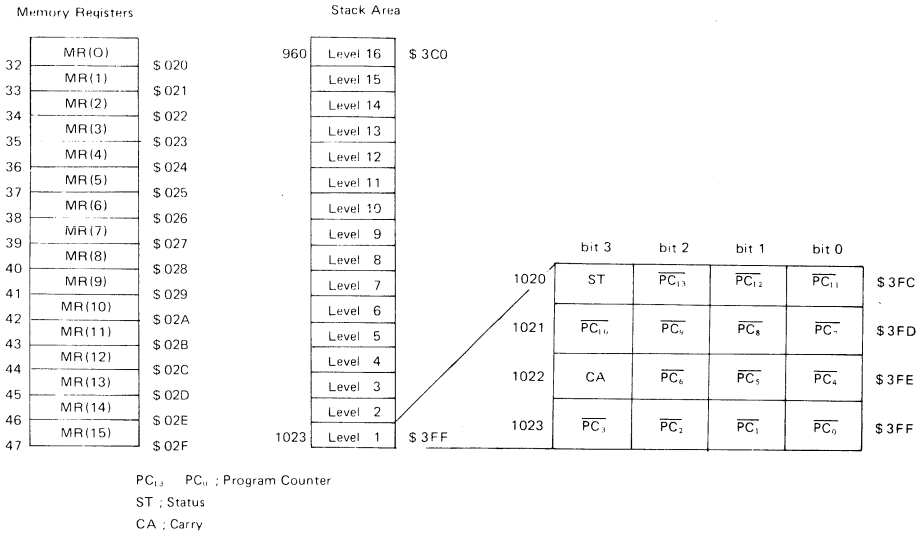 Memory Registers
Stack Area
MR(0)
960 Level 16 $ 3C0
32 $ 020
MR(1) Level 15
33 $ 021
MR(2) Level 14
34 $ 022
MR(3) Level 13
35 $ 023
MR(4) Level 12
36 $ 024
MR(5) Level 11
37 $ 025
MR(6) Level 10
38 $ 026
MR(7) Level 9
39 $ 027
MR(8) Level 8
40 $ 028
MR(9) Level 7
41 $ 029
MR(10) Level 6
42 $ 02A
MR(11) Level 5
43 $ 02B
MR(12) Level 4
44 $ 02C
MR(13) Level 3
45 $ 02D
MR(14) Level 2
46 $ 02E
MR(15) 1023 Level 1 $ 3FF
47 $ 02F
bit 3 bit 2 bit 1 bit 0
1020 ST PC₁₃ PC₁₂ PC₁₁ $ 3FC
1021 PC₁₀ PC₉ PC₈ PC₇ $ 3FD
1022 CA PC₆ PC₅ PC₄ $ 3FE
1023 PC₃ PC₂ PC₁ PC₀ $ 3FF
PC₁₃ PC₀ ; Program Counter
ST ; Status
CA ; Carry